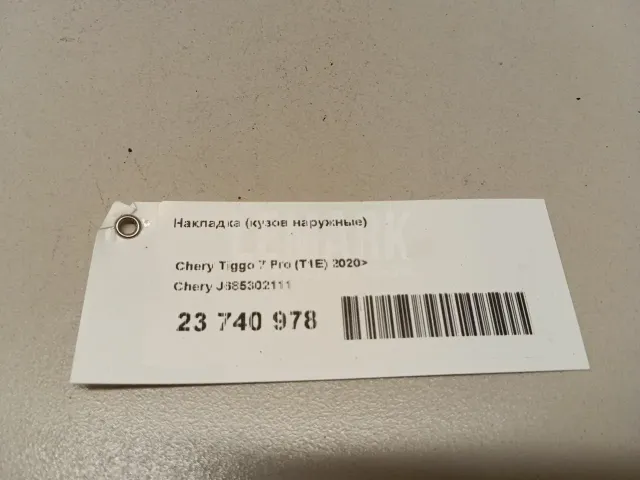 Накладка (кузов наружные)
Chery Tiggo 7 Pro (T1E) 2020>
Chery J685302111
23 740 978